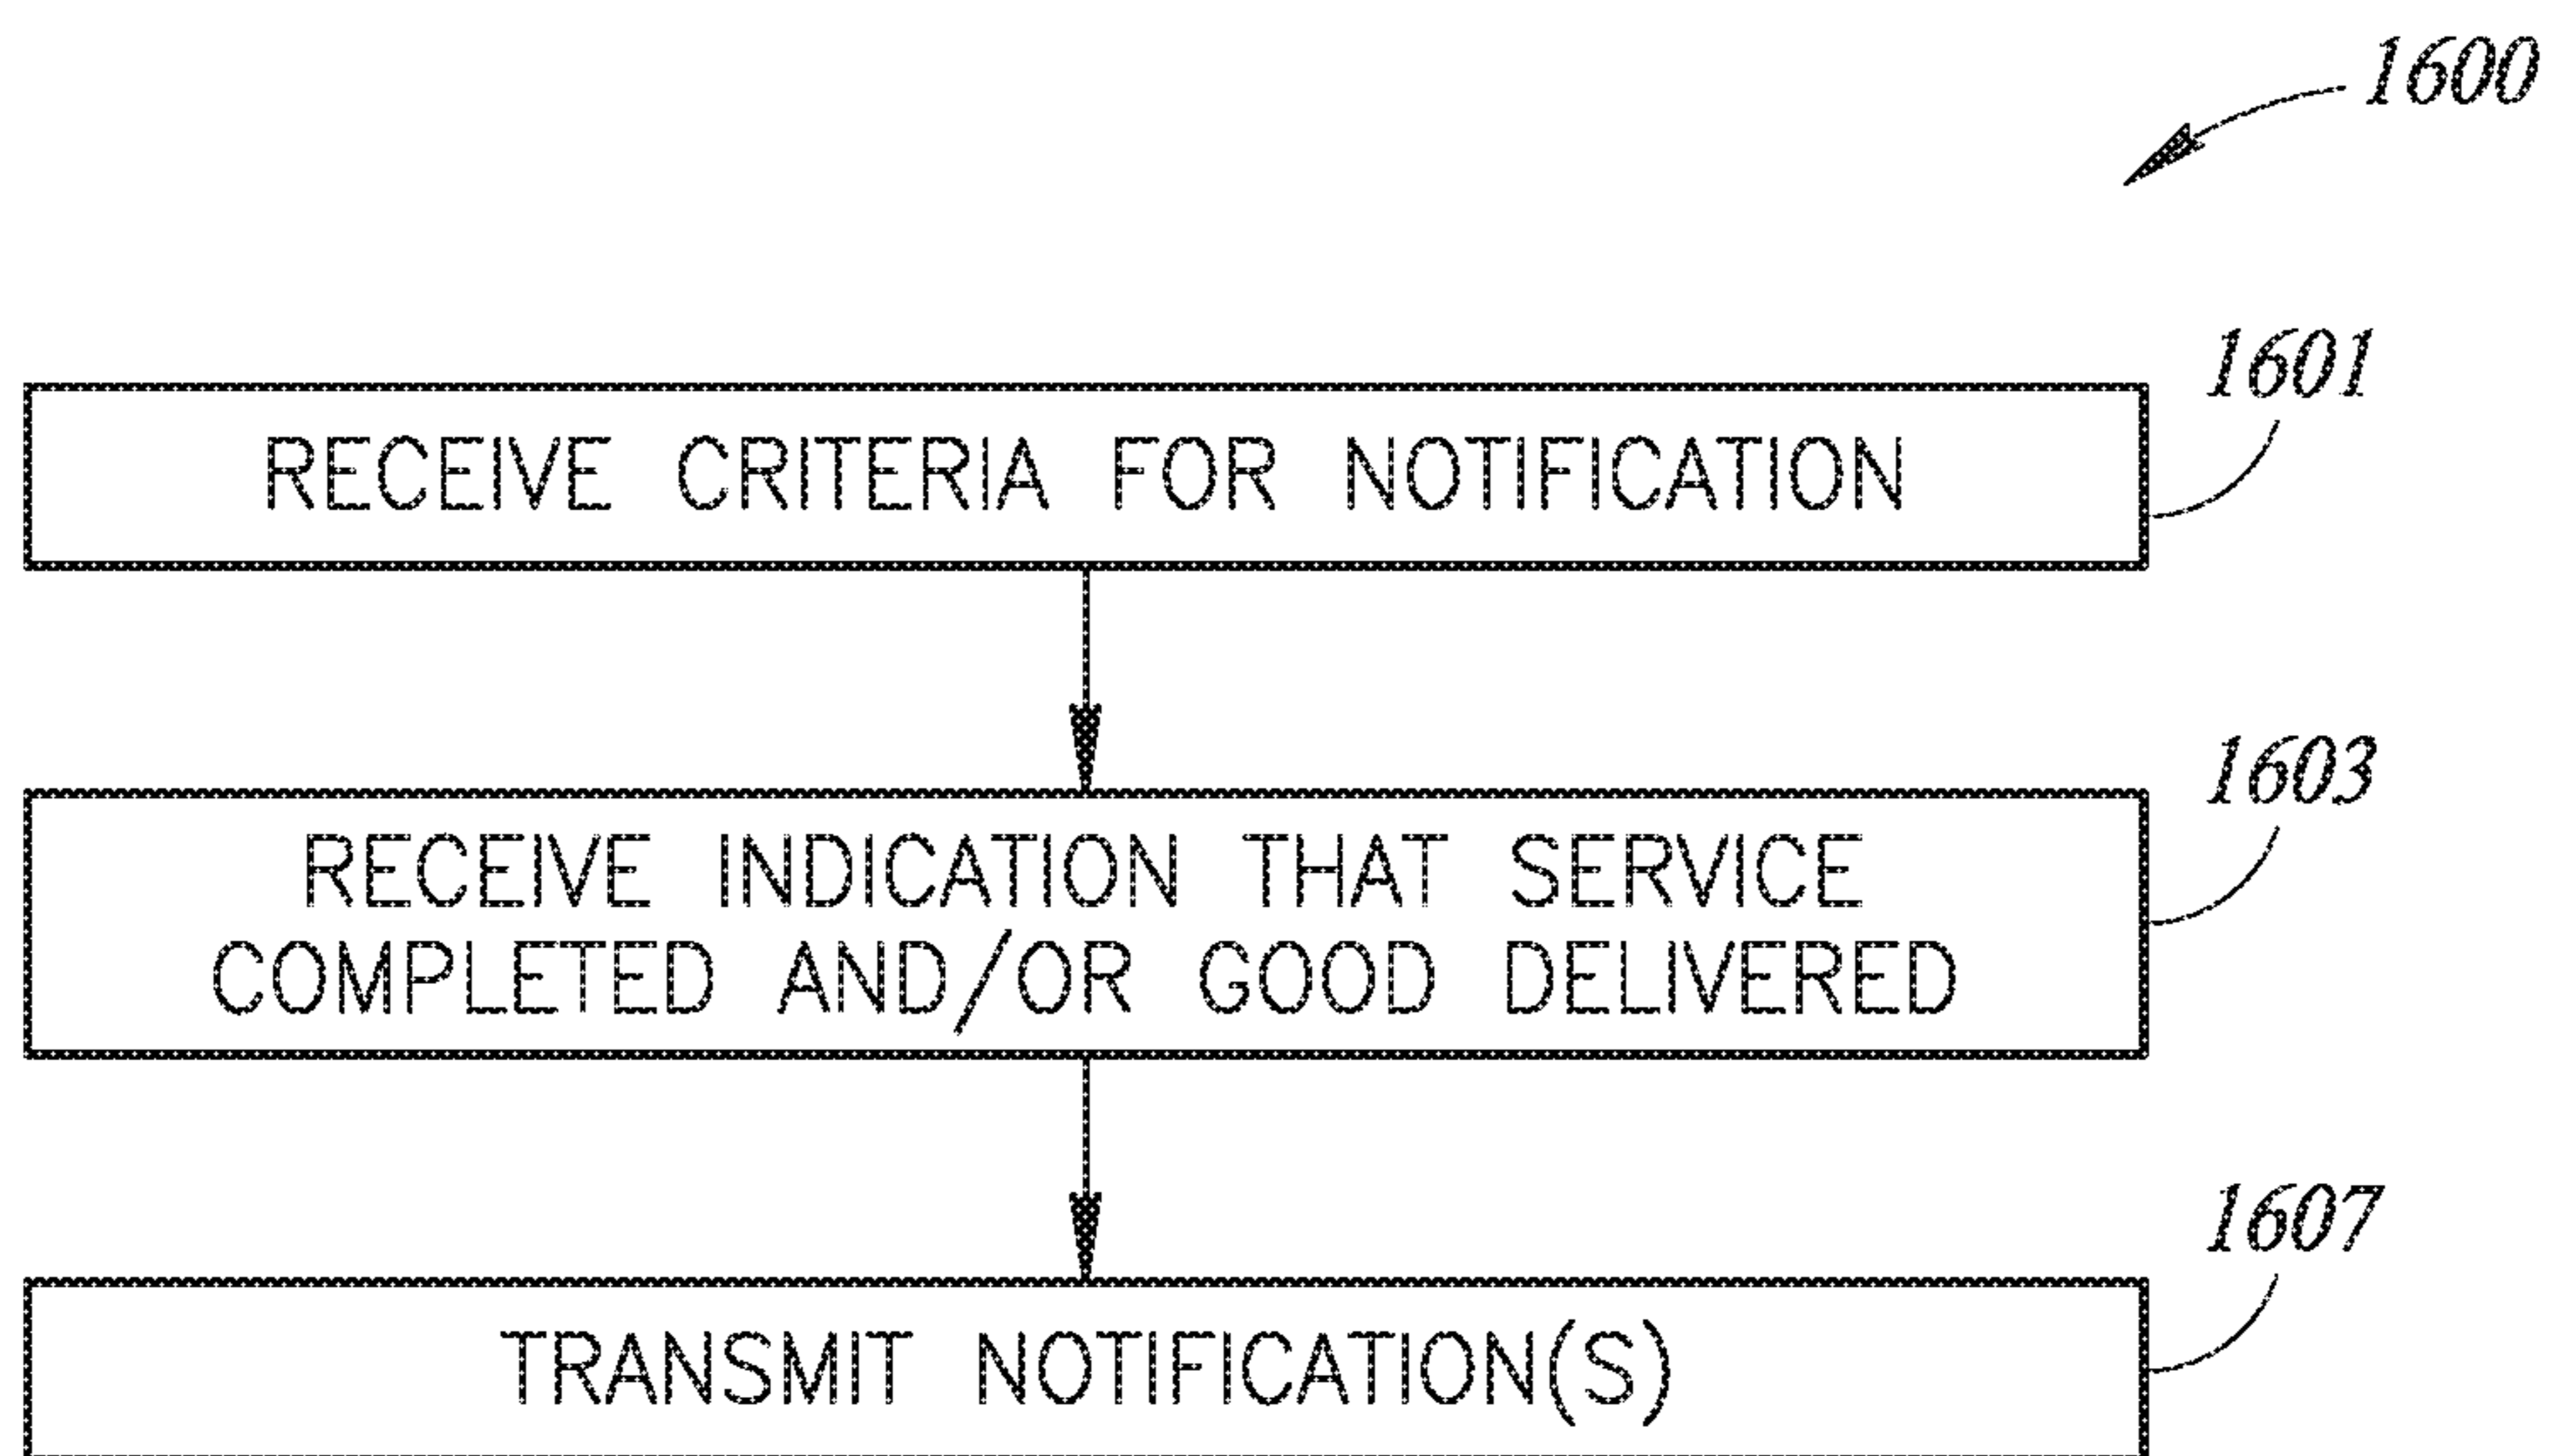 1600
1601
RECEIVE CRITERIA FOR NOTIFICATION
1603
RECEIVE INDICATION THAT SERVICE
COMPLETED AND/OR GOOD DELIVERED
1607
TRANSMIT NOTIFICATION(S)